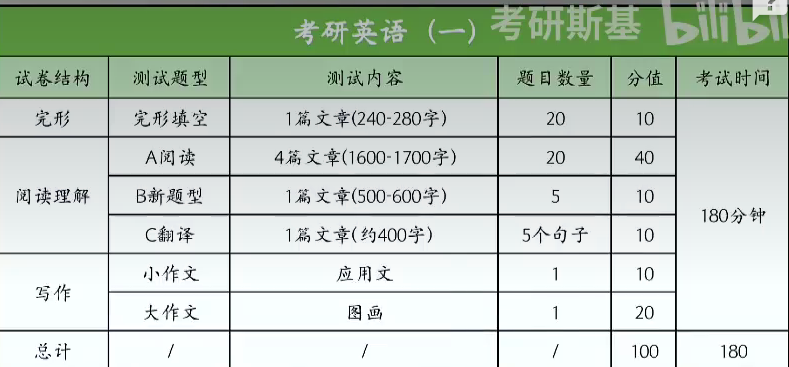 考研英语（一）
考研斯基 bilibili
试卷结构 测试题型 测试内容 题目数量 分值 考试时间
完形 完形填空 1篇文章(240-280字) 20 10
阅读理解 A阅读 4篇文章(1600-1700字) 20 40
B新题型 1篇文章(500-600字) 5 10
C翻译 1篇文章(约400字) 5个句子 10
180分钟
写作 小作文 应用文 1 10
大作文 图画 1 20
总计 / / / 100 180